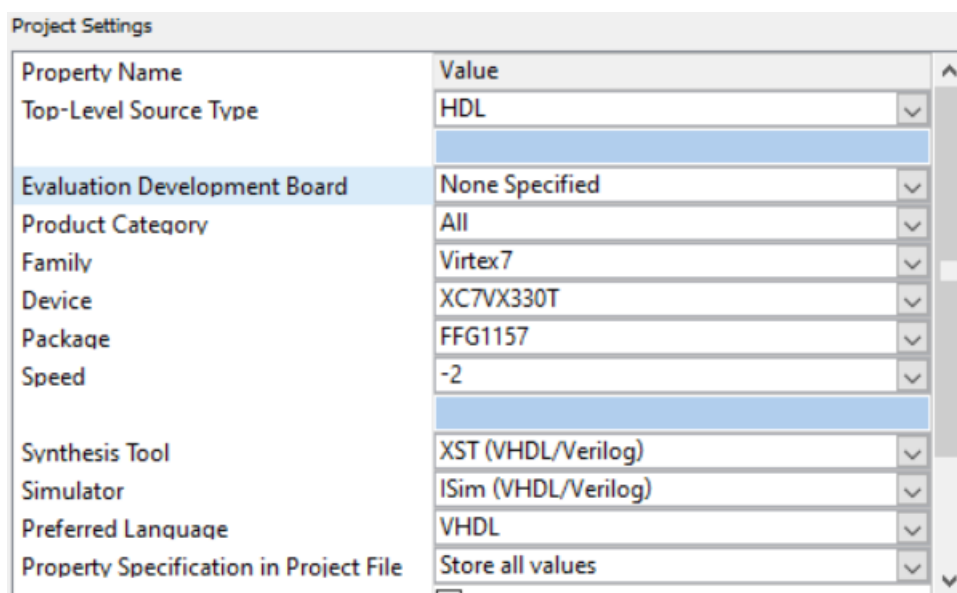 Project Settings
Property Name Value
Top-Level Source Type HDL
Evaluation Development Board None Specified
Product Category All
Family Virtex7
Device XC7VX330T
Package FFG1157
Speed -2
Synthesis Tool XST (VHDL/Verilog)
Simulator ISim (VHDL/Verilog)
Preferred Language VHDL
Property Specification in Project File Store all values